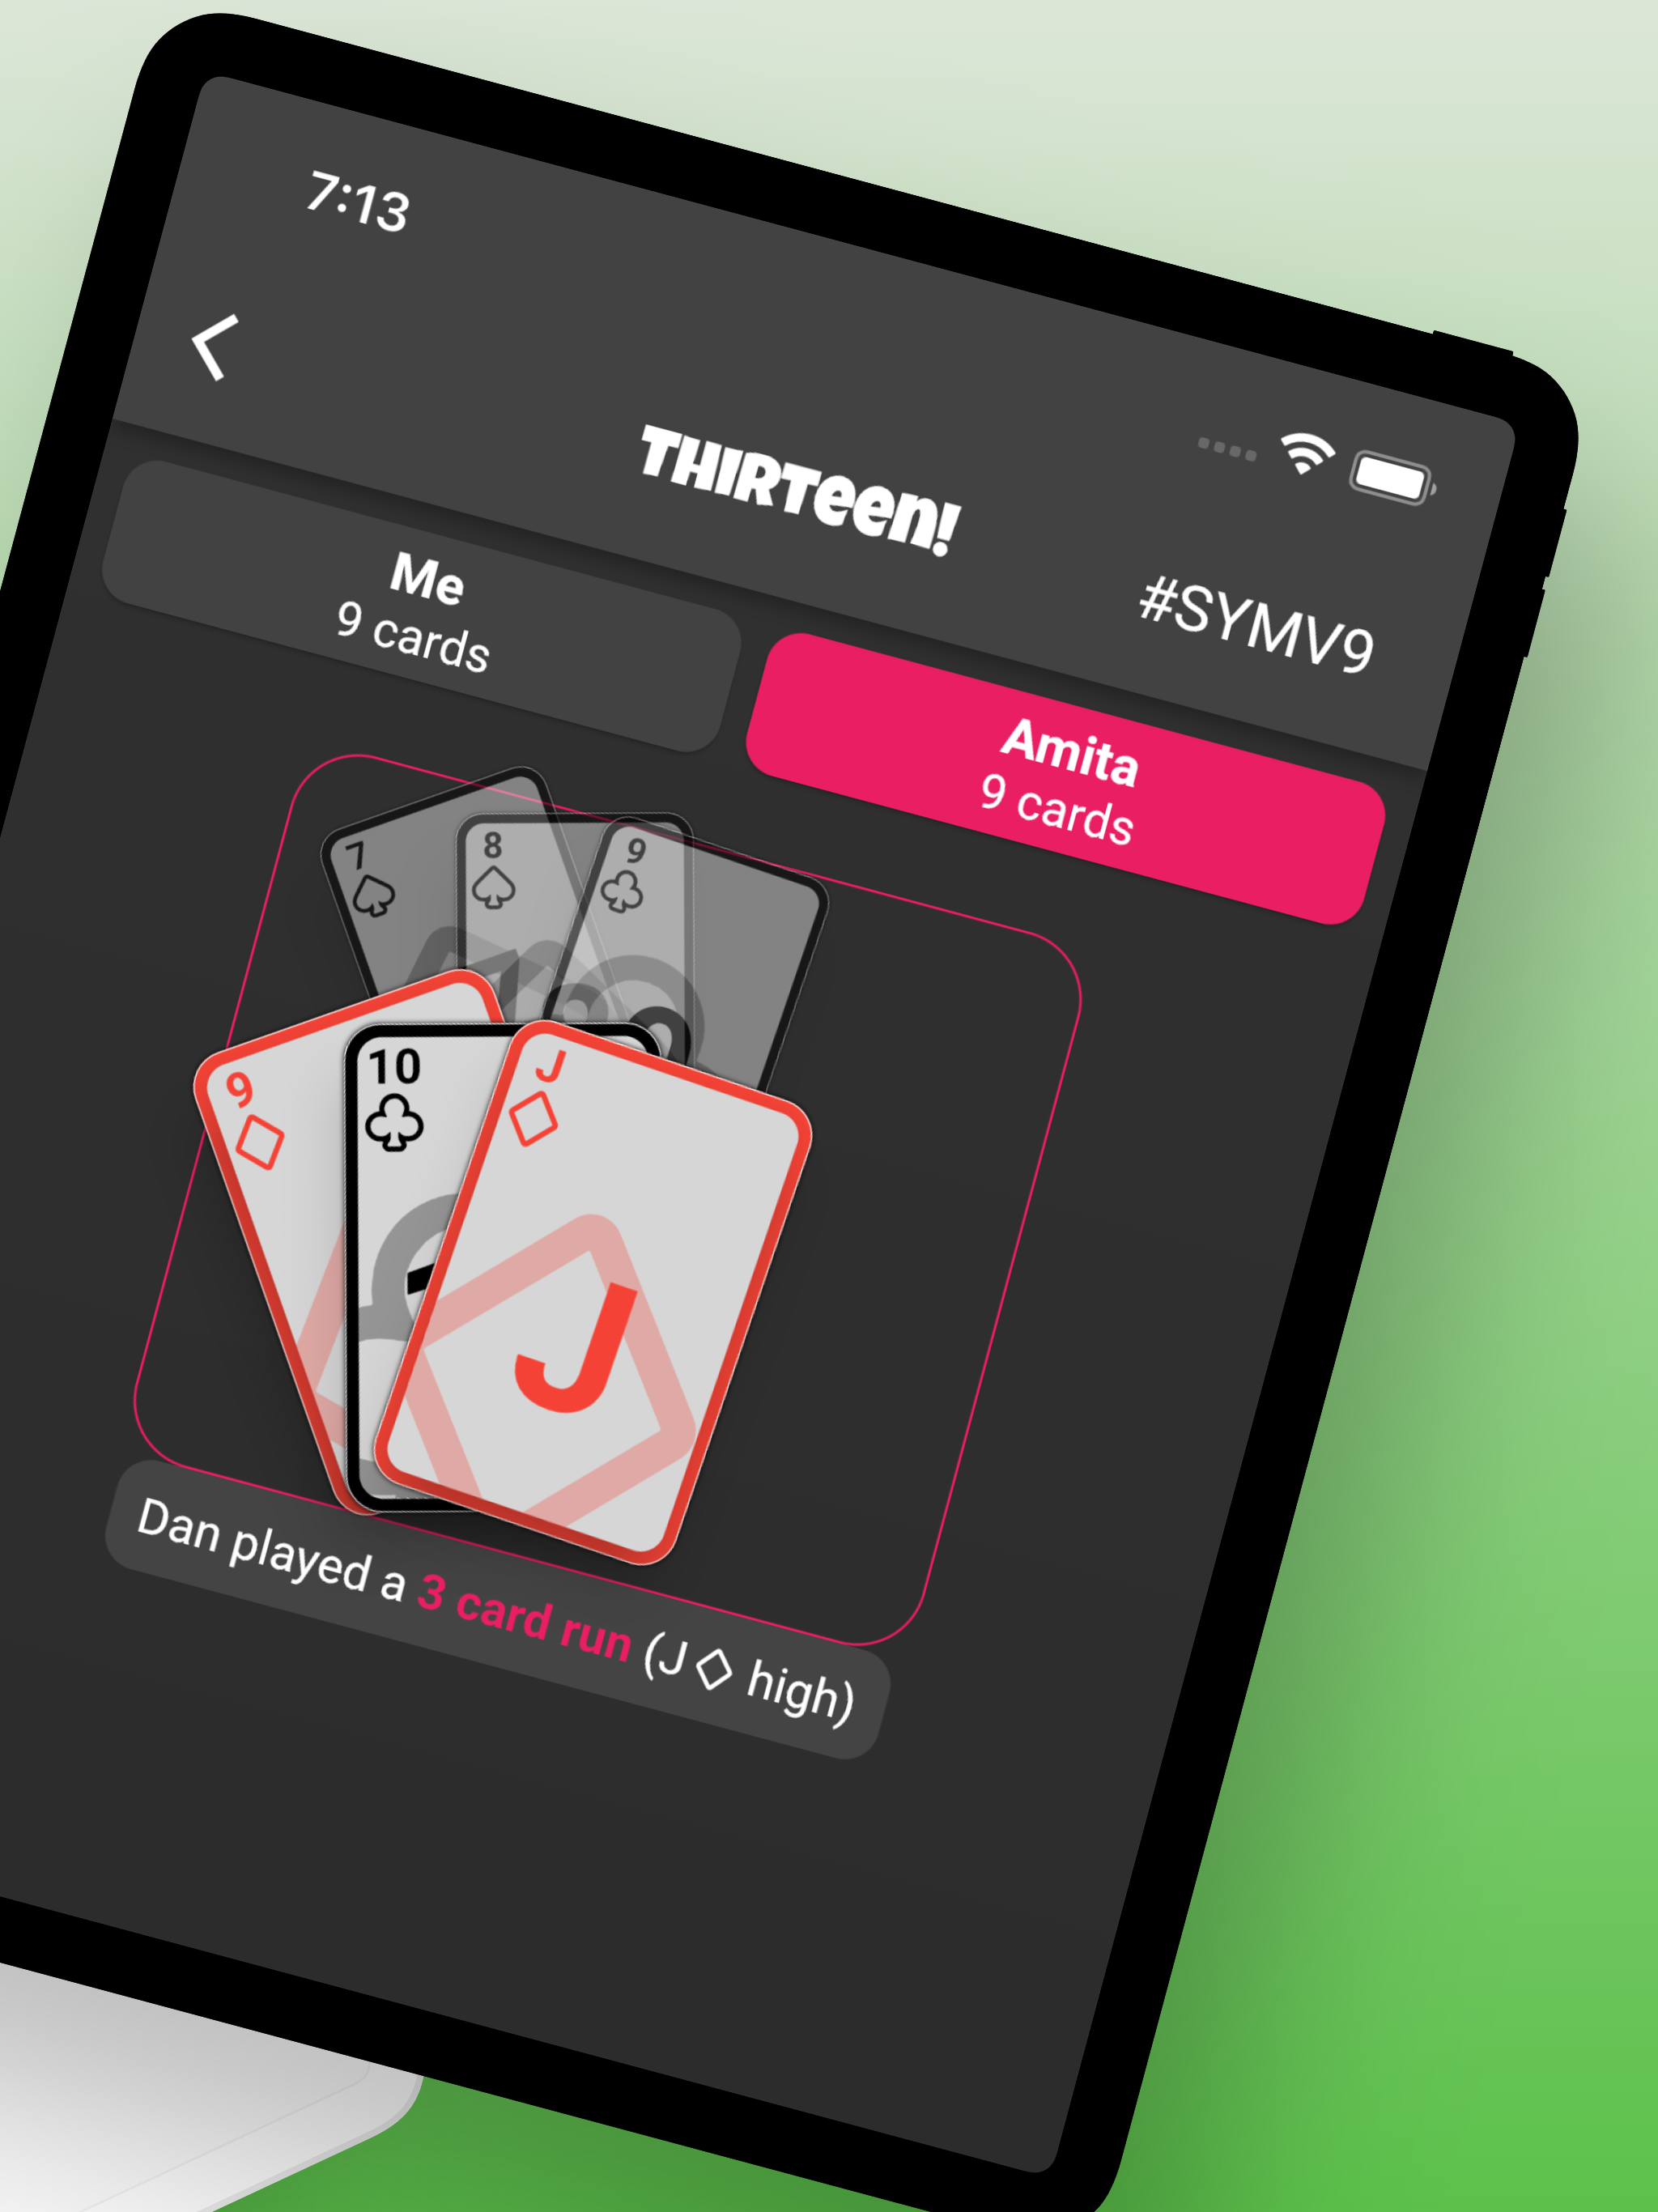 7:13
THIRTeen!
#SYMV9
Me
9 cards
Amita
9 cards
7
8
9
9
10
J
J
Dan played a 3 card run (J ♢ high)